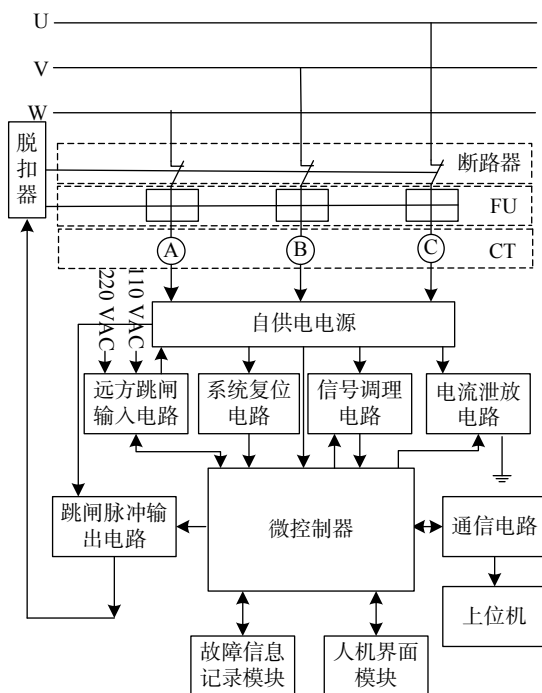 U
V
W
脱
扣
器
断路器
FU
A
B
C
CT
220 VAC
110 VAC
自供电电源
远方跳闸
输入电路
系统复位
电路
信号调理
电路
电流泄放
电路
跳闸脉冲输
出电路
微控制器
通信电路
上位机
故障信息
记录模块
人机界面
模块